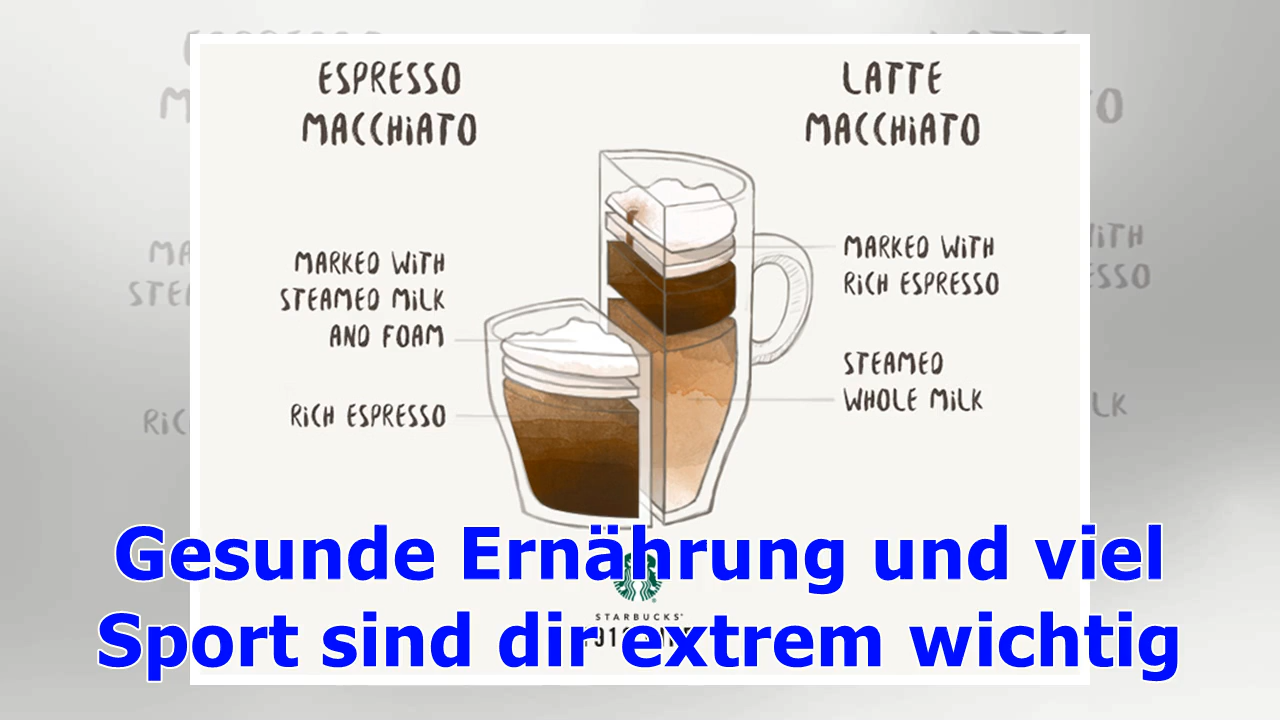 ESPRESSO
MACCHiATO
LATTE
MACCHiATO
MARKED WiTH
STEAMED MiLK
AND FOAM
RiCH ESPRESSO
MARKED WiTH
RiCH ESPRESSO
STEAMED
WHOLE MiLK
STARBUCKS
Gesunde Ernährung und viel
Sport sind dir extrem wichtig